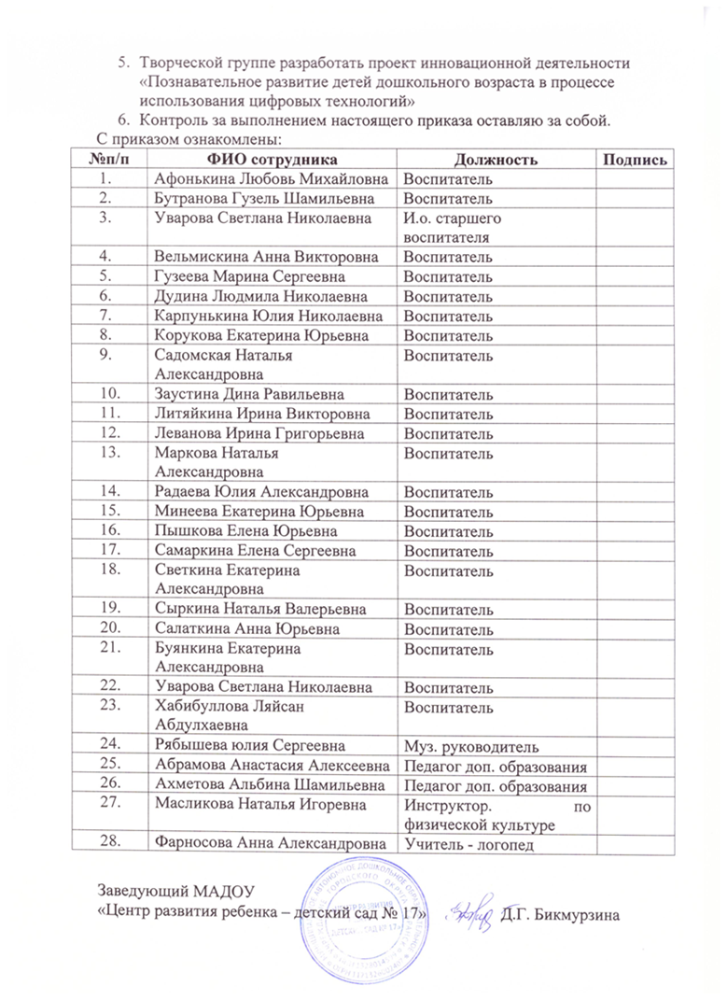 5. Творческой группе разработать проект инновационной деятельности
«Познавательное развитие детей дошкольного возраста в процессе
использования цифровых технологий»
6. Контроль за выполнением настоящего приказа оставляю за собой.
С приказом ознакомлены:
№п/п ФИО сотрудника Должность Подпись
1. Афонькина Любовь Михайловна Воспитатель
2. Бутранова Гузель Шамильевна Воспитатель
3. Уварова Светлана Николаевна И.о. старшего
воспитателя
4. Вельмискина Анна Викторовна Воспитатель
5. Гузеева Марина Сергеевна Воспитатель
6. Дудина Людмила Николаевна Воспитатель
7. Карпунькина Юлия Николаевна Воспитатель
8. Корукова Екатерина Юрьевна Воспитатель
9. Садомская Наталья Воспитатель
Александровна
10. Заустина Дина Равильевна Воспитатель
11. Литяйкина Ирина Викторовна Воспитатель
12. Леванова Ирина Григорьевна Воспитатель
13. Маркова Наталья Воспитатель
Александровна
14. Радаева Юлия Александровна Воспитатель
15. Минеева Екатерина Юрьевна Воспитатель
16. Пышкова Елена Юрьевна Воспитатель
17. Самаркина Елена Сергеевна Воспитатель
18. Светкина Екатерина Воспитатель
Александровна
19. Сыркина Наталья Валерьевна Воспитатель
20. Салаткина Анна Юрьевна Воспитатель
21. Буянкина Екатерина Воспитатель
Александровна
22. Уварова Светлана Николаевна Воспитатель
23. Хабибуллова Ляйсан Воспитатель
Абдулхаевна
24. Рябышева юлия Сергеевна Муз. руководитель
25. Абрамова Анастасия Алексеевна Педагог доп. образования
26. Ахметова Альбина Шамильевна Педагог доп. образования
27. Масликова Наталья Игоревна Инструктор. по
физической культуре
28. Фарносова Анна Александровна Учитель - логопед
Заведующий МАДОУ
«Центр развития ребенка – детский сад № 17» Д.Г. Бикмурзина